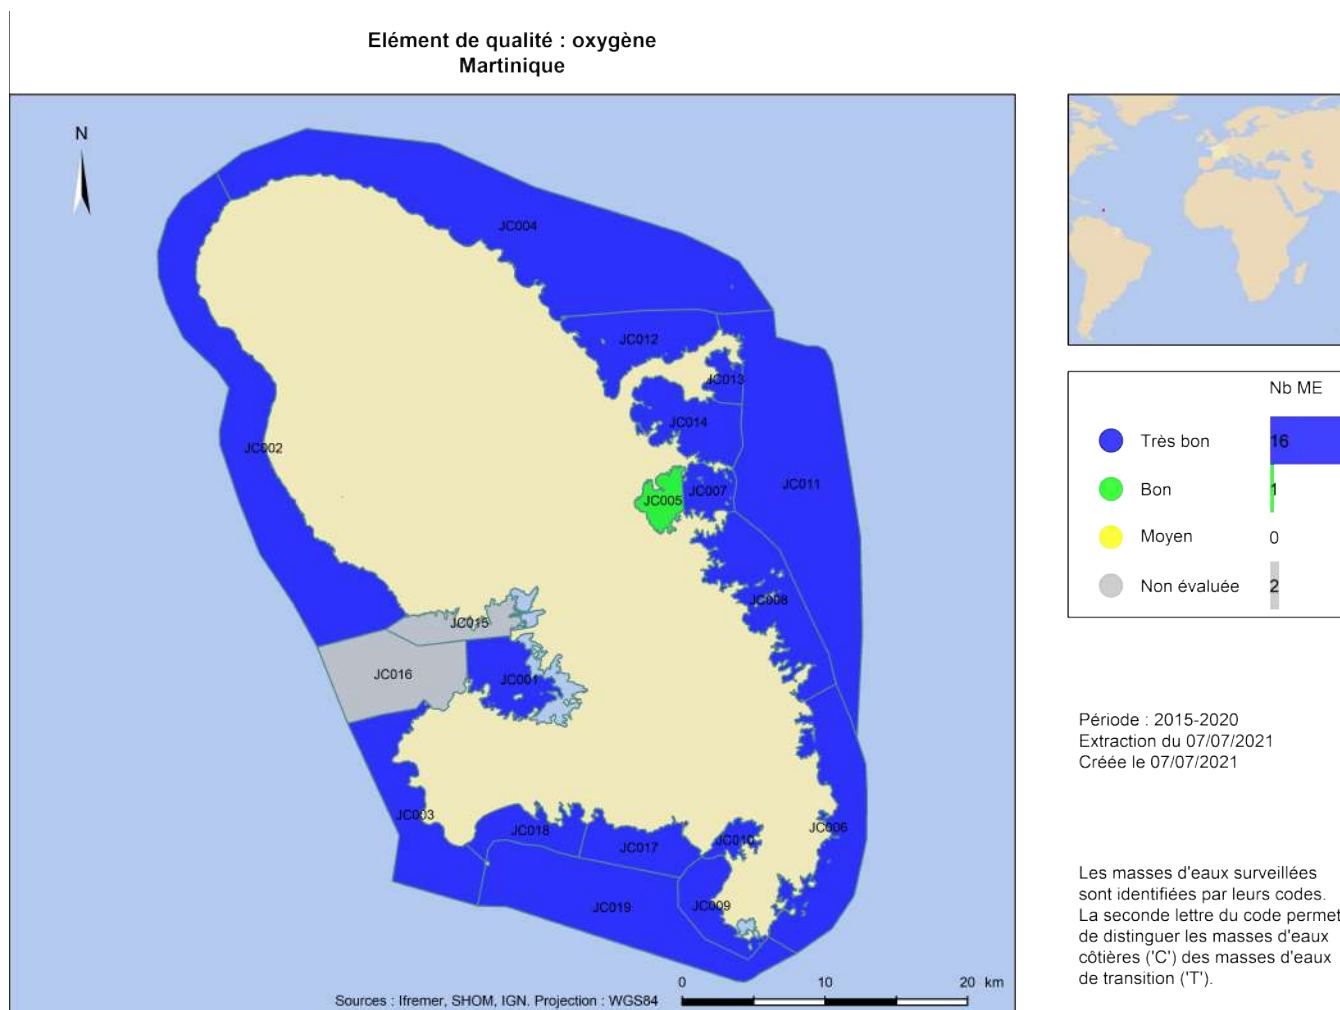 Elément de qualité : oxygène
Martinique
N
JC004
JC012
JC013
JC014
JC002
JC011
JC005
JC007
JC008
JC015
JC016
JC001
JC003
JC018
JC017
JC010
JC006
JC009
JC019
0 10 20 km
Sources : Ifremer, SHOM, IGN. Projection : WGS84
Nb ME
Très bon 16
Bon 1
Moyen 0
Non évaluée 2
Période : 2015-2020
Extraction du 07/07/2021
Créée le 07/07/2021
Les masses d'eaux surveillées
sont identifiées par leurs codes.
La seconde lettre du code permet
de distinguer les masses d'eaux
côtières ('C') des masses d'eaux
de transition ('T').